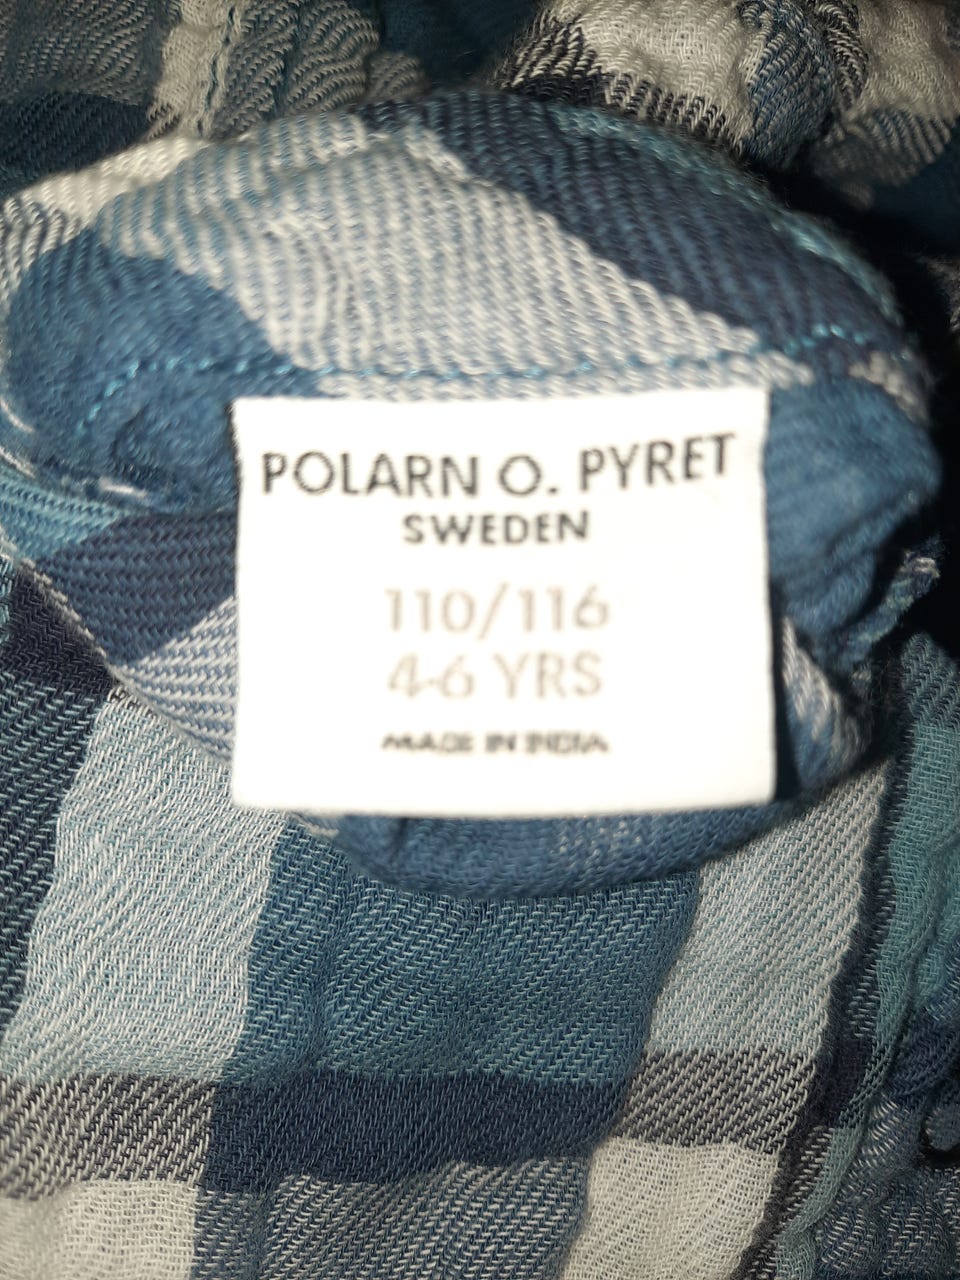 POLARN O. PYRET
SWEDEN
110/116
4-6 YRS
MADE IN INDIA